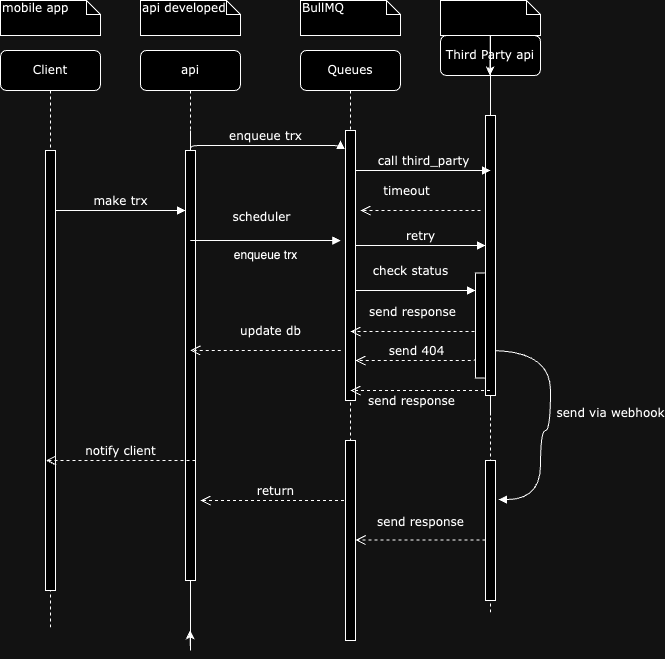 mobile app
api developed
BullMQ
Client
api
Queues
Third Party api
enqueue trx
call third_party
timeout
make trx
scheduler
retry
enqueue trx
check status
send response
update db
send 404
send response
send via webhook
notify client
return
send response